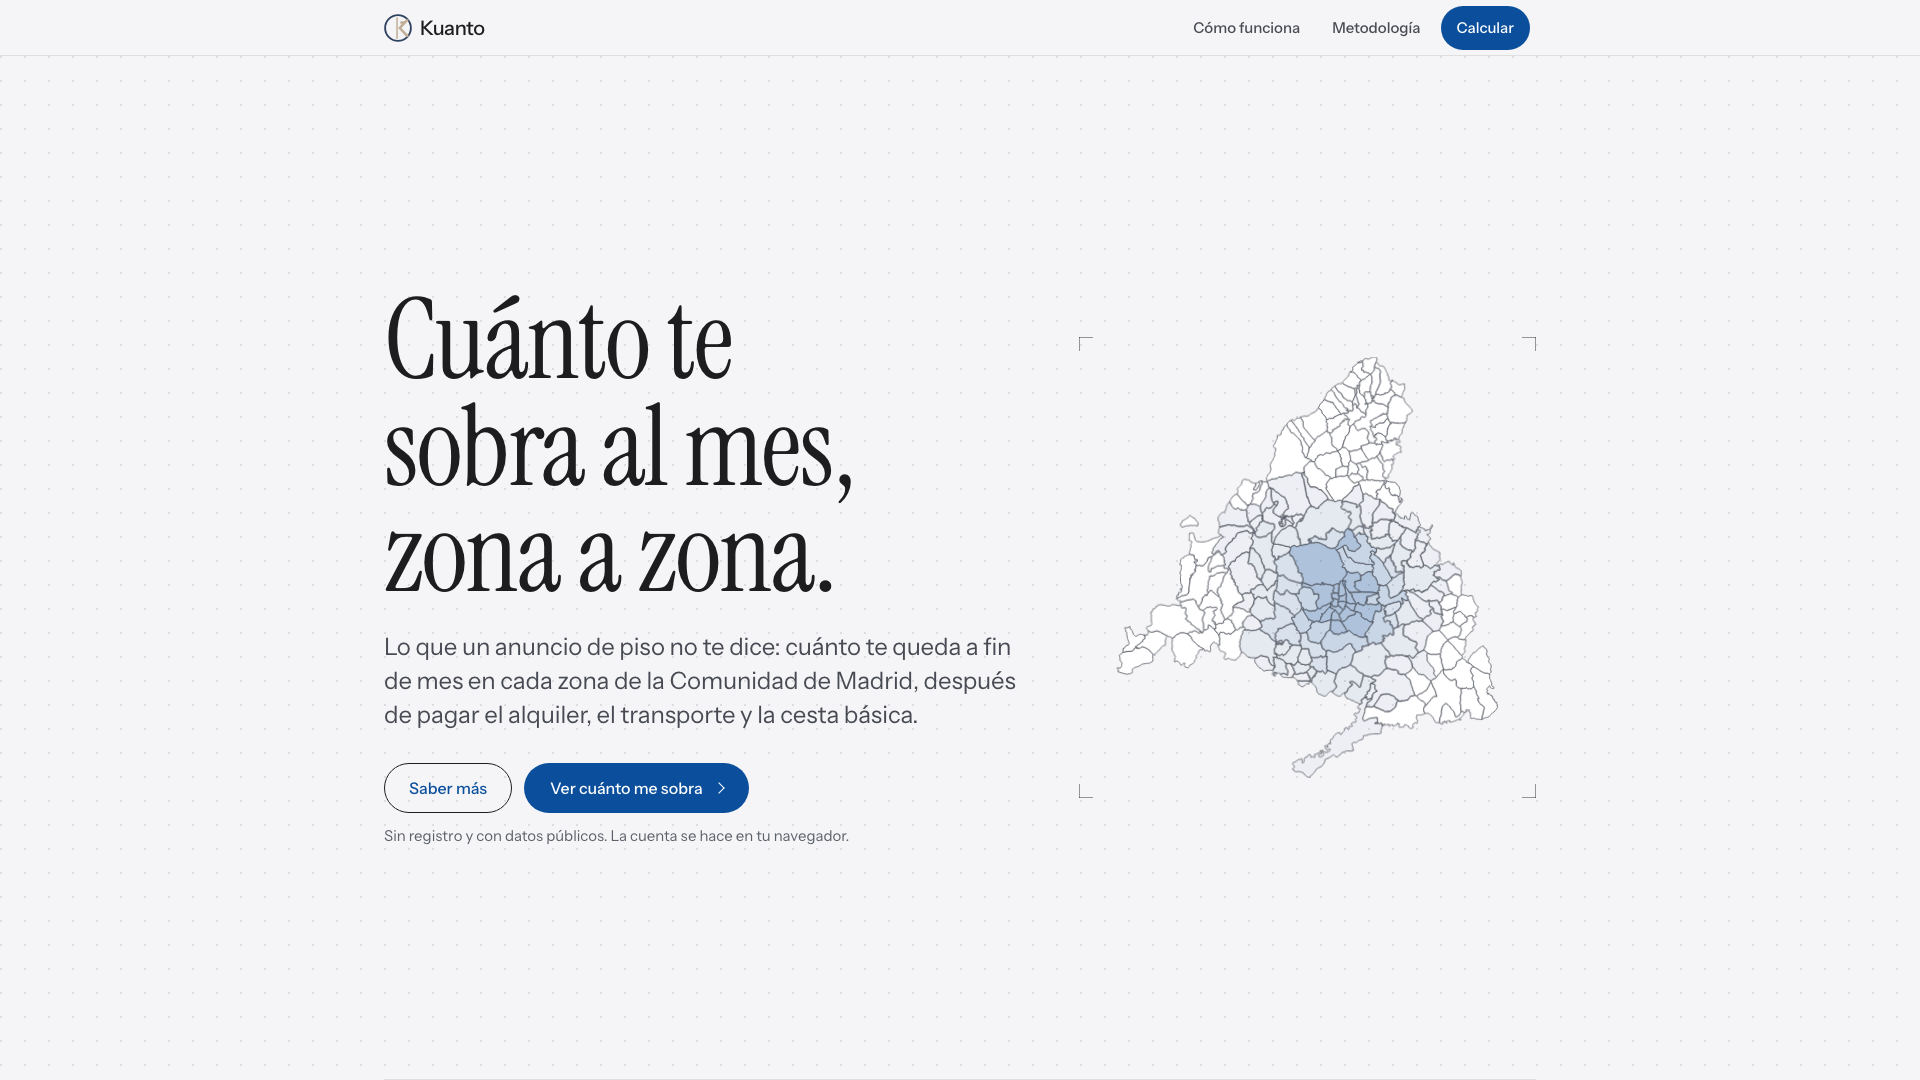 Kuanto
Cómo funciona
Metodología
Calcular
Cuánto te
sobra al mes,
zona a zona.
Lo que un anuncio de piso no te dice: cuánto te queda a fin
de mes en cada zona de la Comunidad de Madrid, después
de pagar el alquiler, el transporte y la cesta básica.
Saber más
Ver cuánto me sobra
Sin registro y con datos públicos. La cuenta se hace en tu navegador.